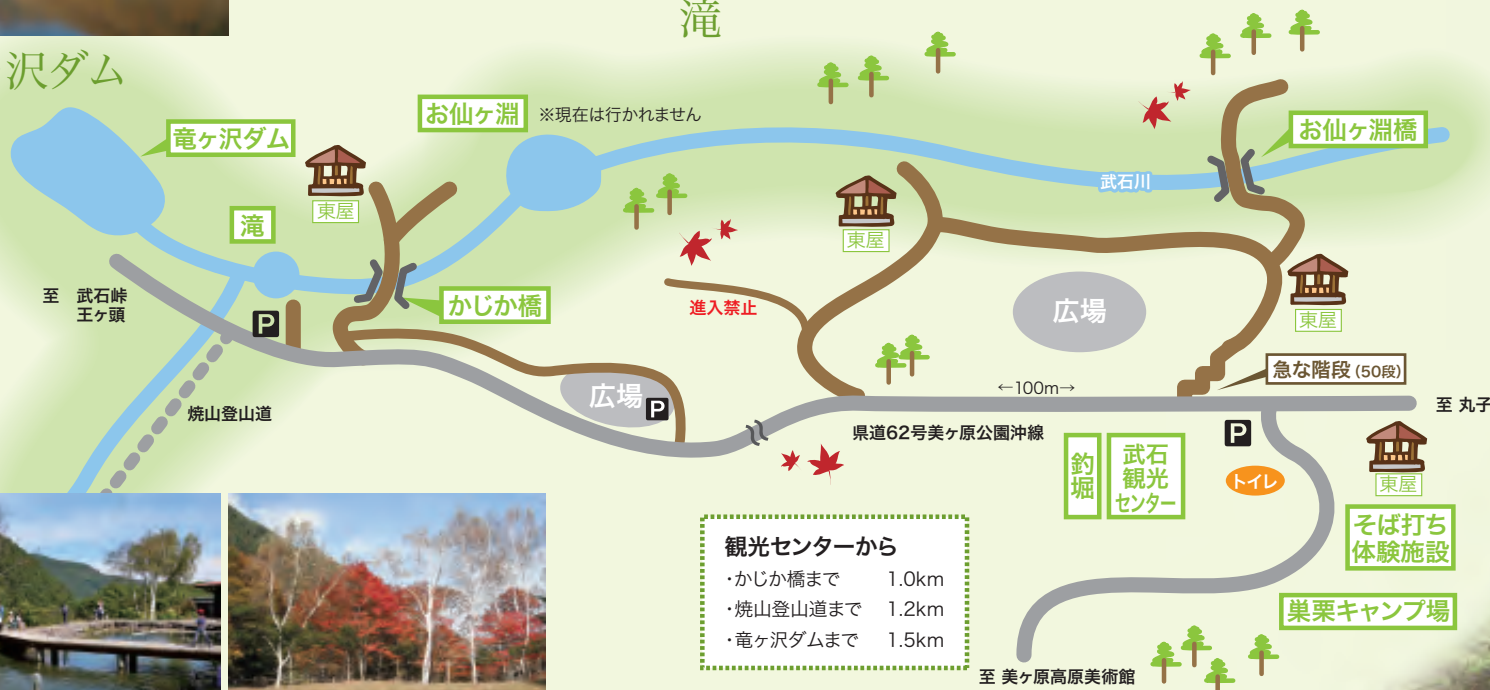 滝
沢ダム
竜ヶ沢ダム
お仙ヶ淵
※現在は行かれません
お仙ヶ淵橋
武石川
東屋
滝
東屋
至 武石峠
王ヶ頭
P
かじか橋
進入禁止
広場
東屋
広場
P
急な階段(50段)
←100m→
至 丸子
焼山登山道
県道62号美ヶ原公園沖線
釣堀
武石
観光
センター
P
トイレ
東屋
そば打ち
体験施設
巣栗キャンプ場
観光センターから
・かじか橋まで 1.0km
・焼山登山道まで 1.2km
・竜ヶ沢ダムまで 1.5km
至 美ヶ原高原美術館